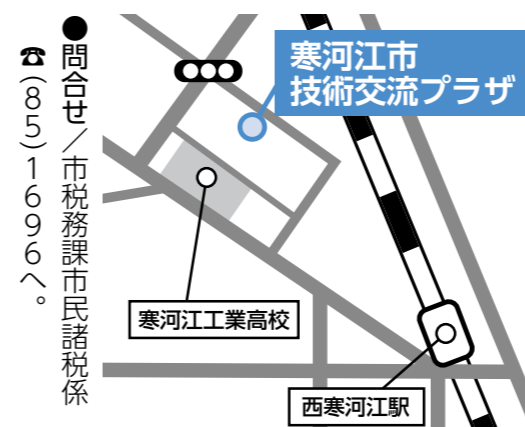 ●問合せ/市税務課市民諸税係
☎(85)1696へ。
寒河江市
技術交流プラザ
寒河江工業高校
西寒河江駅